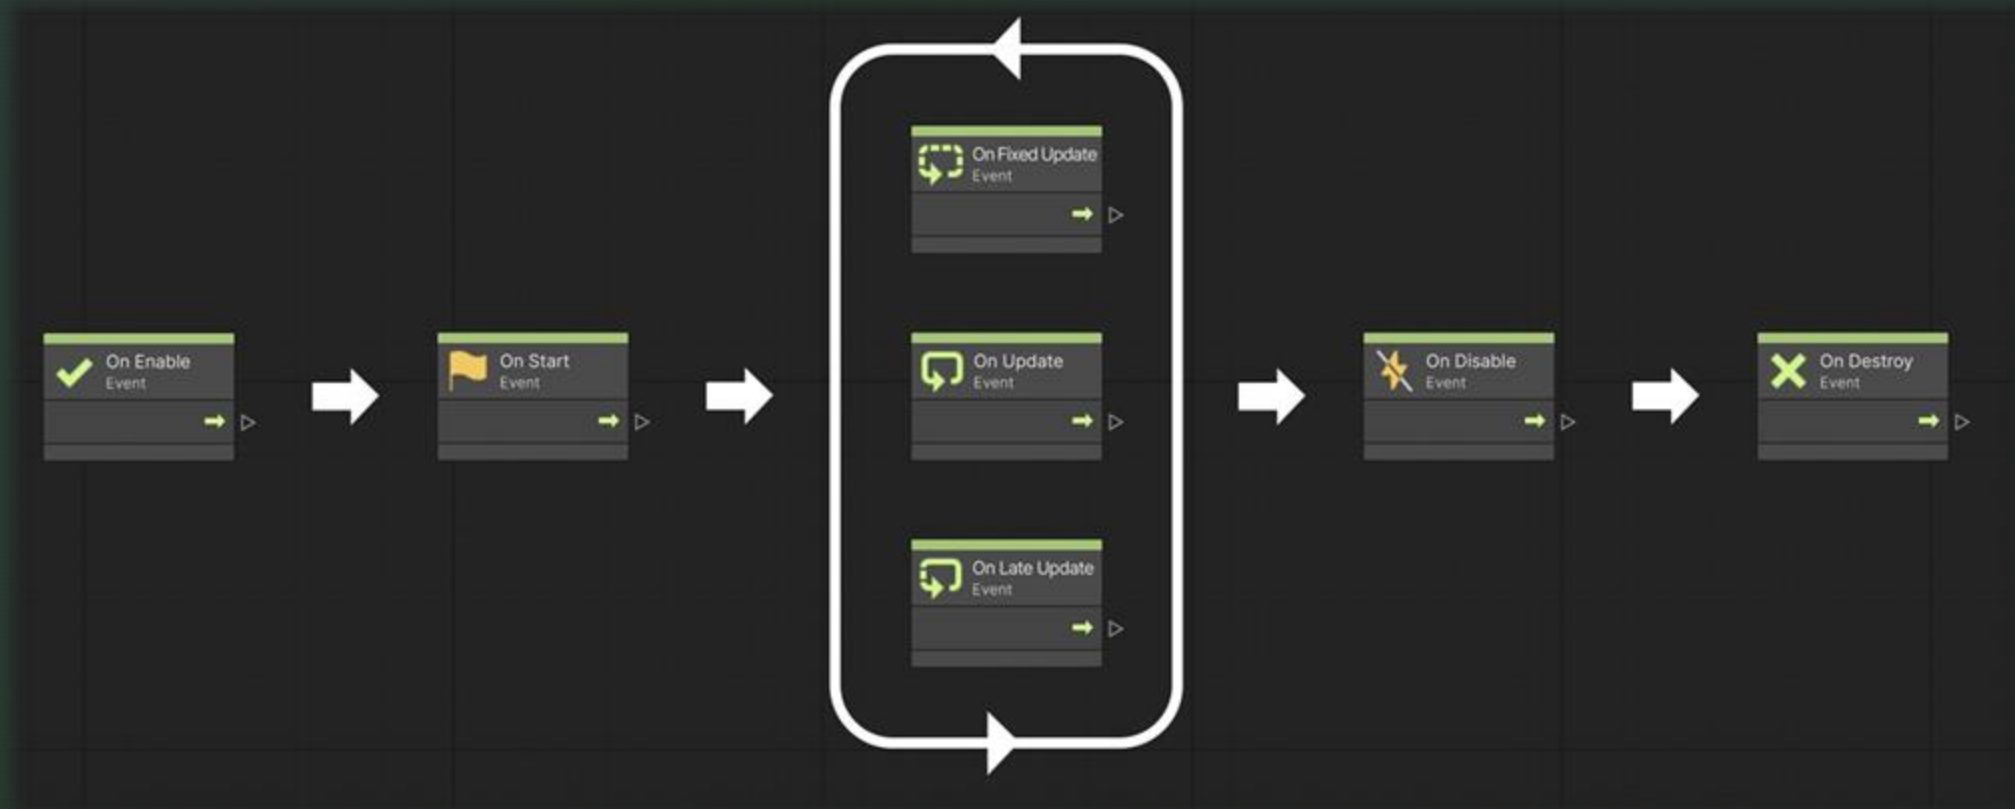 On Enable
Event
On Start
Event
On Fixed Update
Event
On Update
Event
On Late Update
Event
On Disable
Event
On Destroy
Event